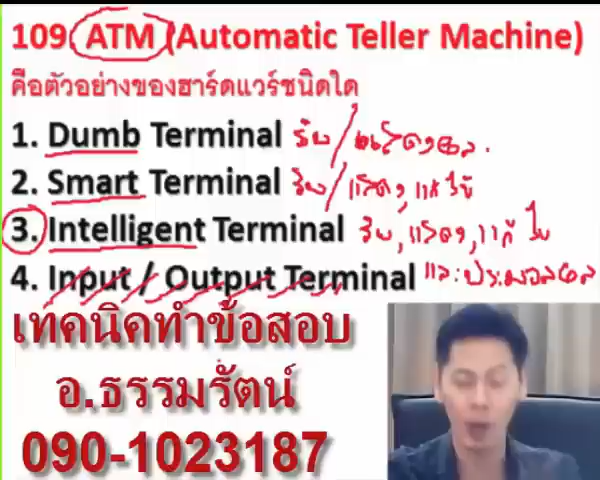 109 ATM (Automatic Teller Machine)
คือตัวอย่างของฮาร์ดแวร์ชนิดใด
1. Dumb Terminal รับ/แสดงผล
2. Smart Terminal รับ/แสดง,แก้ไข
3. Intelligent Terminal รับ,แสดง,แก้ไข
4. Input / Output Terminal และประมวลผล
เทคนิคทำข้อสอบ
อ.ธรรมรัตน์
090-1023187